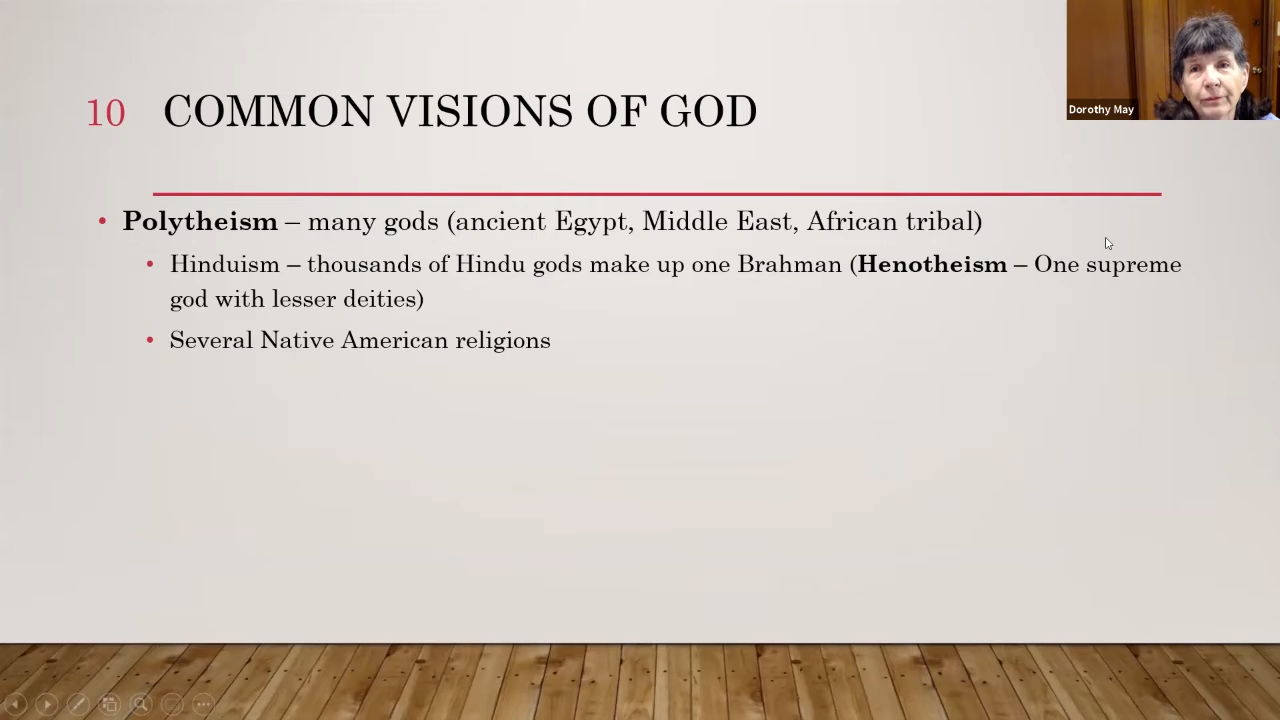 10 COMMON VISIONS OF GOD
Dorothy May
• Polytheism – many gods (ancient Egypt, Middle East, African tribal)
• Hinduism – thousands of Hindu gods make up one Brahman (Henotheism – One supreme
god with lesser deities)
• Several Native American religions